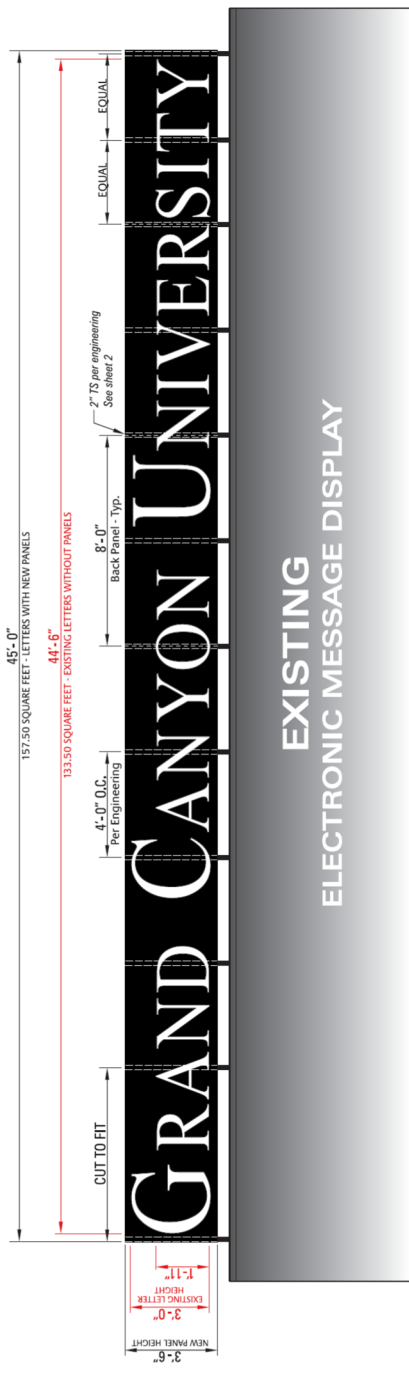 45'- 0"
157.50 SQUARE FEET - LETTERS WITH NEW PANELS
44'- 6"
133.50 SQUARE FEET - EXISTING LETTERS WITHOUT PANELS
CUT TO FIT
4'-0" O.C.
Per Engineering
8'-0"
Back Panel - Typ.
2" TS per engineering
See sheet 2
EQUAL
EQUAL
3'-6"
NEW PANEL HEIGHT
3'-0"
EXISTING LETTER
HEIGHT
1'-11"
GRAND CANYON UNIVERSITY
EXISTING
ELECTRONIC MESSAGE DISPLAY